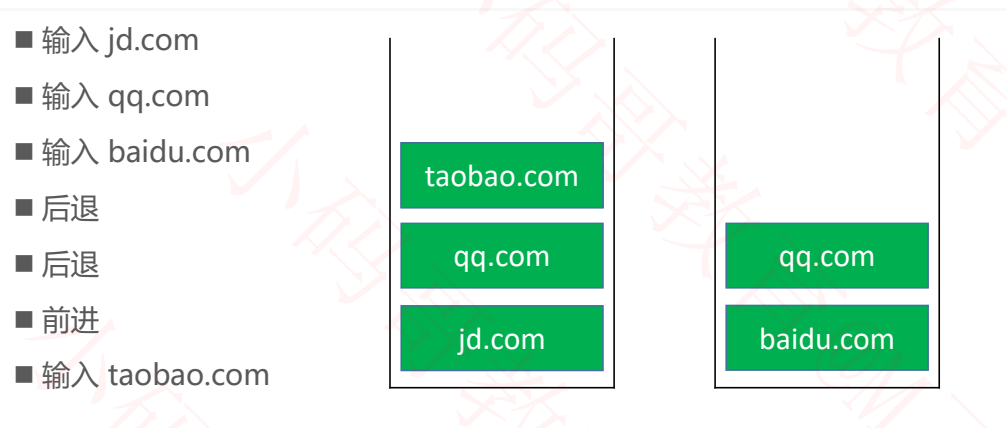 ■ 输入 jd.com
■ 输入 qq.com
■ 输入 baidu.com
■ 后退
■ 后退
■ 前进
■ 输入 taobao.com
taobao.com
qq.com
jd.com
qq.com
baidu.com
小码哥教育